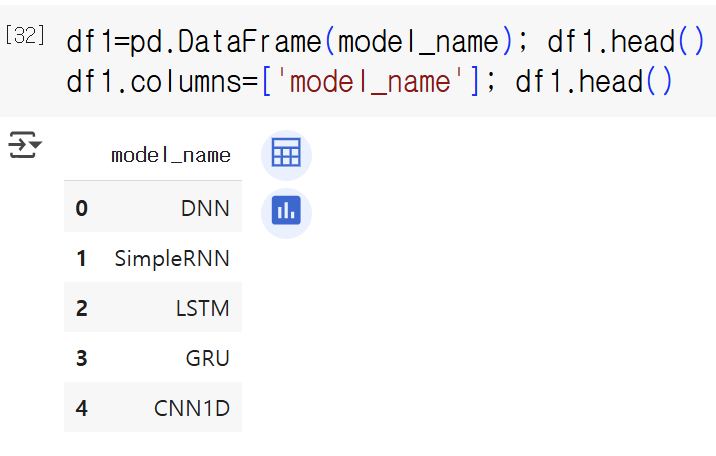 [32] df1=pd.DataFrame(model_name); df1.head()
df1.columns=['model_name']; df1.head()
model_name
0 DNN
1 SimpleRNN
2 LSTM
3 GRU
4 CNN1D